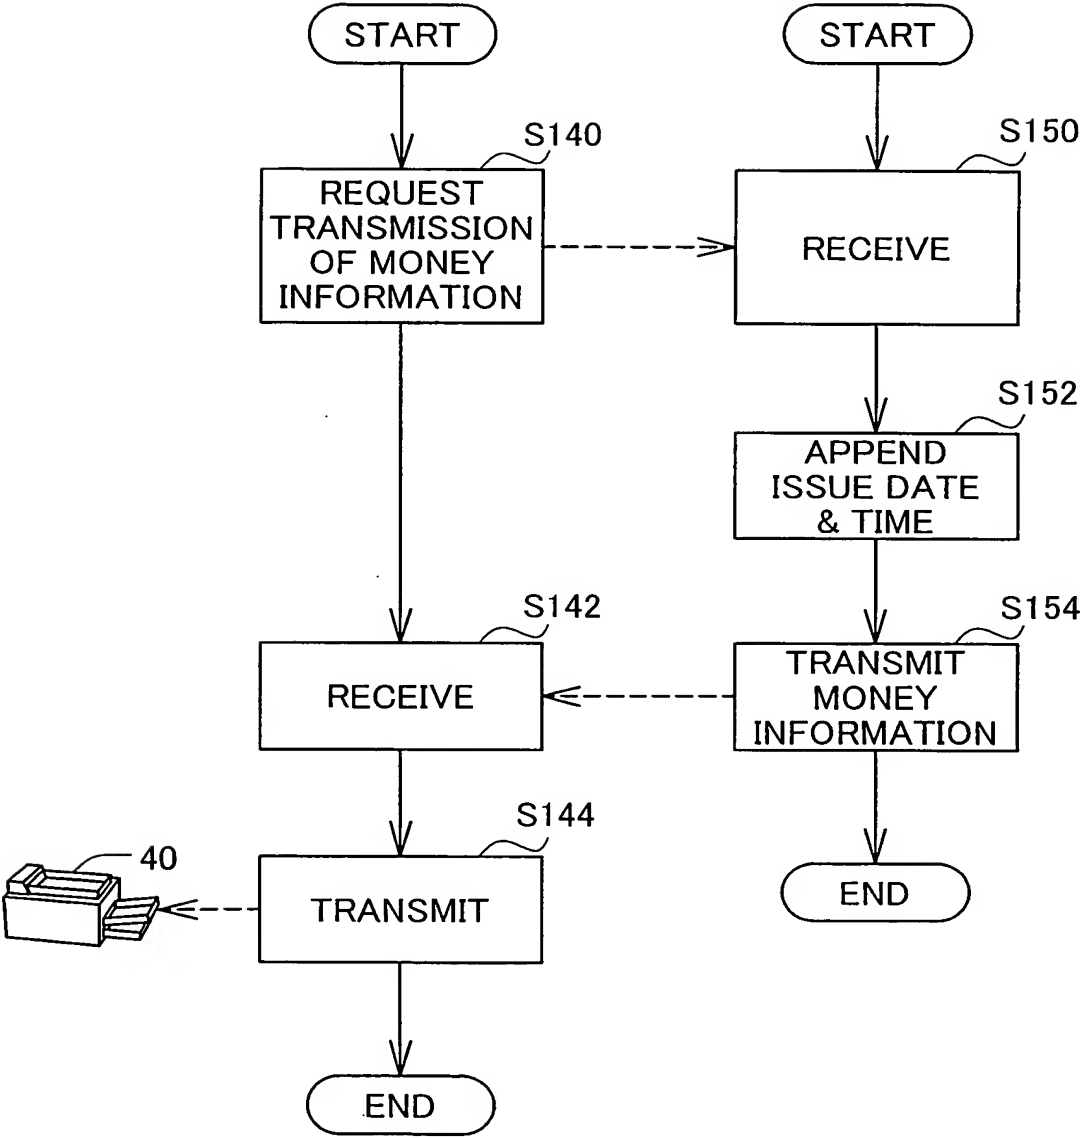 START
START
S140
REQUEST
TRANSMISSION
OF MONEY
INFORMATION
S150
RECEIVE
S152
APPEND
ISSUE DATE
& TIME
S142
RECEIVE
S154
TRANSMIT
MONEY
INFORMATION
S144
TRANSMIT
40
END
END